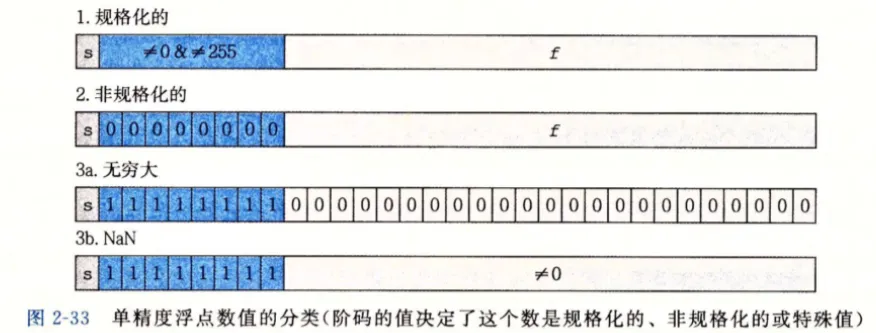 1. 规格化的
s ≠0 & ≠255 f
2. 非规格化的
s 0 0 0 0 0 0 0 0 f
3a. 无穷大
s 1 1 1 1 1 1 1 1 0 0 0 0 0 0 0 0 0 0 0 0 0 0 0 0 0 0 0 0 0 0 0
3b. NaN
s 1 1 1 1 1 1 1 1 ≠0
图 2-33 单精度浮点数值的分类(阶码的值决定了这个数是规格化的、非规格化的或特殊值)